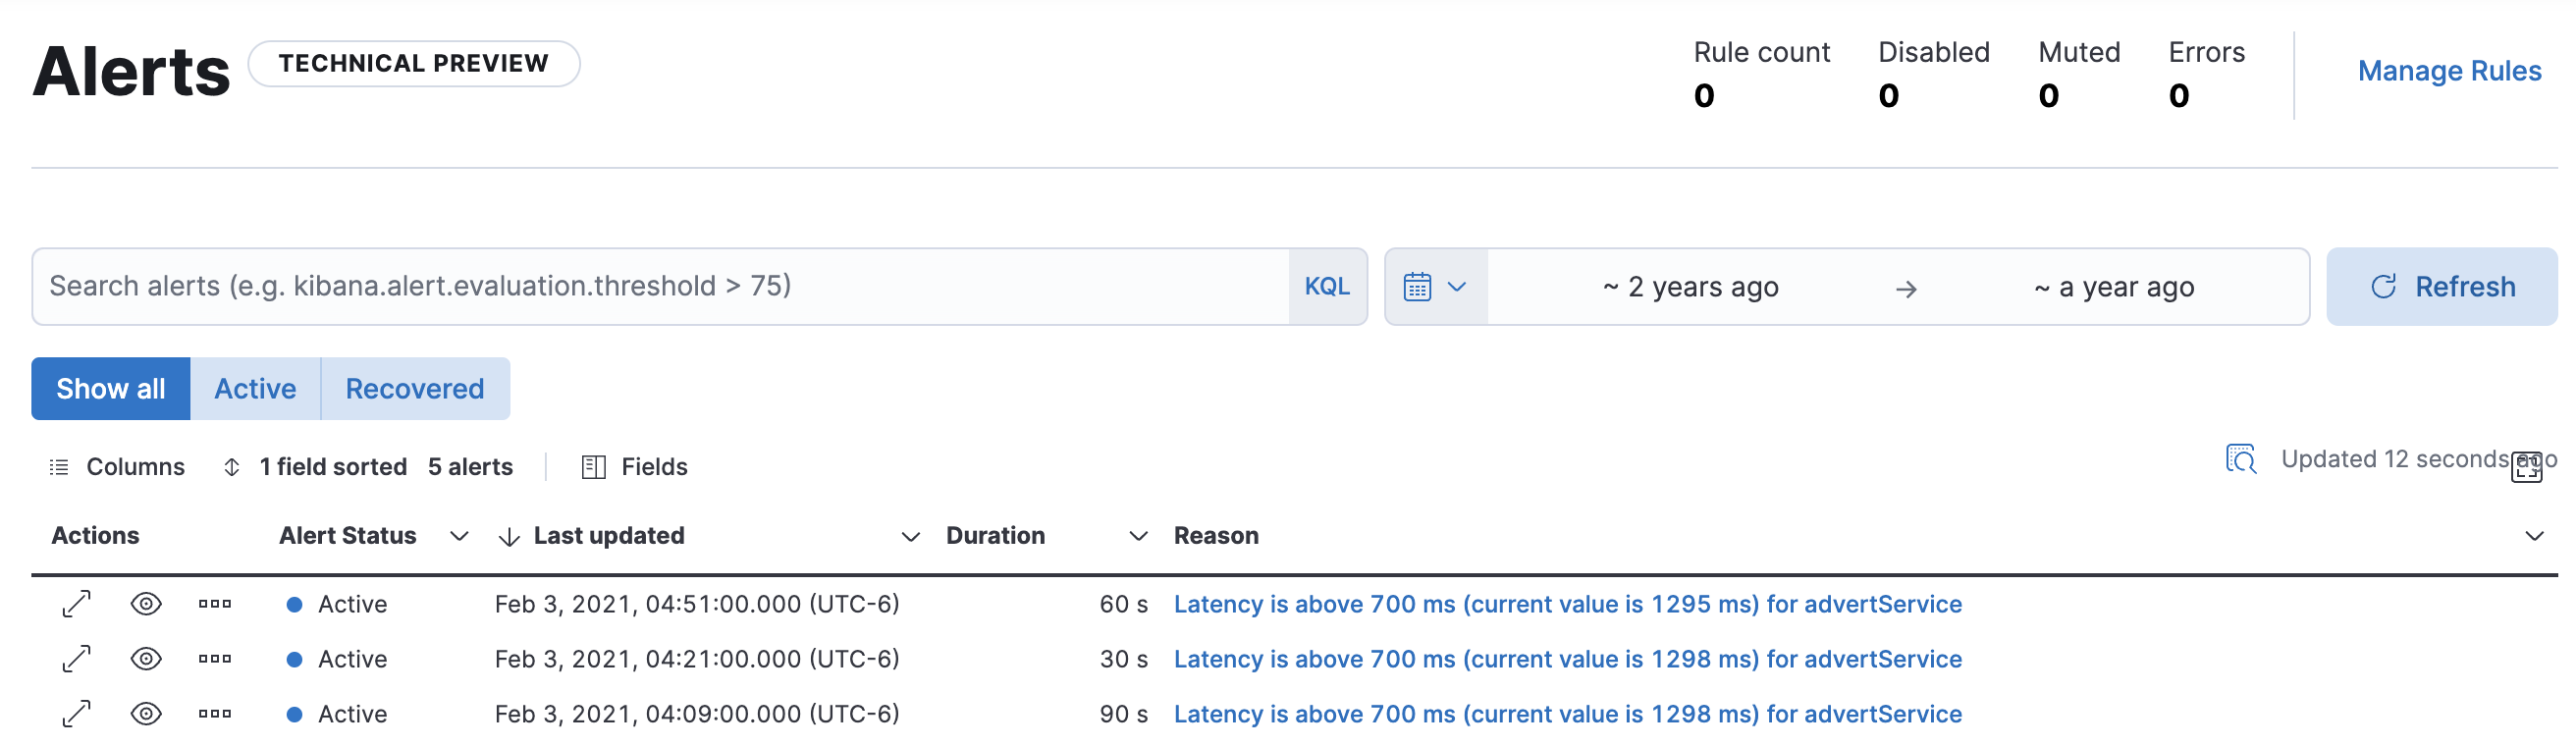 Alerts TECHNICAL PREVIEW
Rule count Disabled Muted Errors
0 0 0 0
Manage Rules
Search alerts (e.g. kibana.alert.evaluation.threshold > 75) KQL ~ 2 years ago → ~ a year ago Refresh
Show all Active Recovered
Columns 1 field sorted 5 alerts Fields Updated 12 seconds ago
Actions Alert Status Last updated Duration Reason
Active Feb 3, 2021, 04:51:00.000 (UTC-6) 60 s Latency is above 700 ms (current value is 1295 ms) for advertService
Active Feb 3, 2021, 04:21:00.000 (UTC-6) 30 s Latency is above 700 ms (current value is 1298 ms) for advertService
Active Feb 3, 2021, 04:09:00.000 (UTC-6) 90 s Latency is above 700 ms (current value is 1298 ms) for advertService